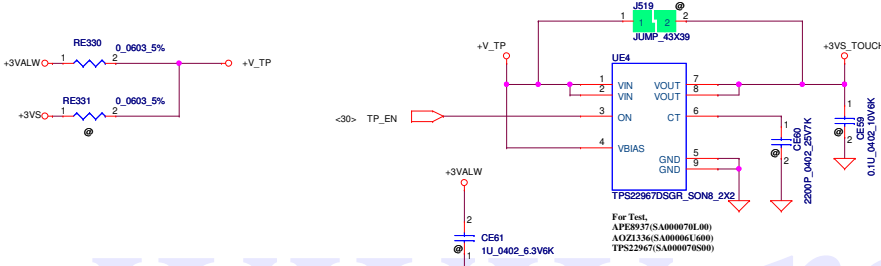 RE330
0_0603_5%
+3VALW
1
2
+V_TP
RE331
0_0603_5%
+3VS
1
2
@
J519
@
1
1
2
2
JUMP_43X39
+V_TP
+3VS_TOUCH
UE4
1
VIN
VOUT
7
2
VIN
VOUT
8
<30>
TP_EN
3
ON
CT
6
4
VBIAS
GND
5
GND
9
TPS22967DSGR_SON8_2X2
1
2
@
CE60
2200P_0402_25V7K
1
2
@
CE59
0.1U_0402_10V6K
For Test,
APE8937(SA000070L00)
AOZ1336(SA00006U600)
TPS22967(SA000070S00)
+3VALW
2
CE61
@
1
1U_0402_6.3V6K